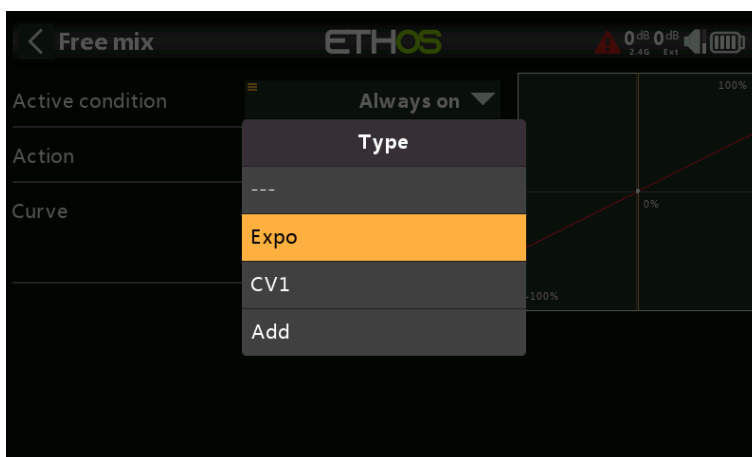 Free mix
ETHOS
0dB 0dB
2.4G Ext
Active condition
Always on
100%
Type
Action
---
Curve
0%
Expo
CV1
-100%
Add